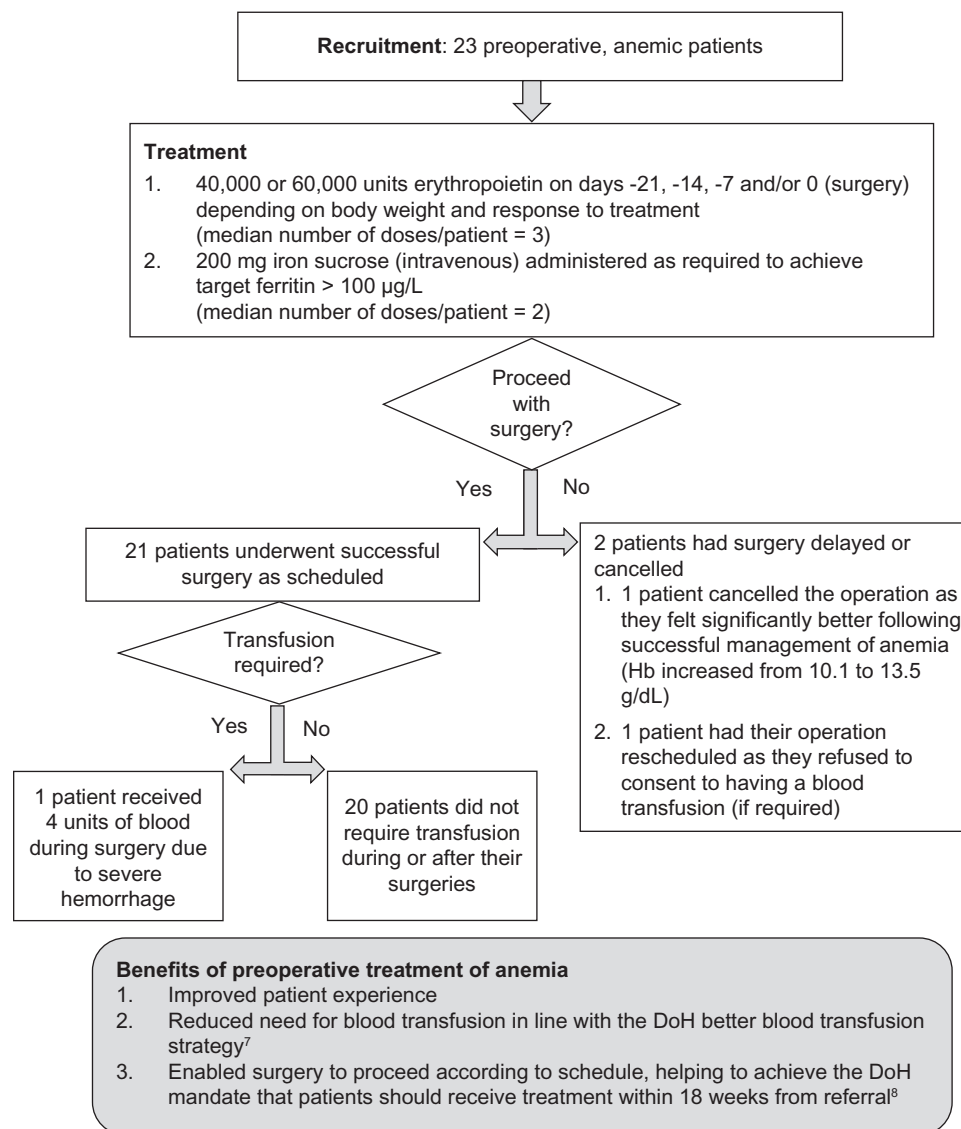 Recruitment: 23 preoperative, anemic patients
Treatment
1. 40,000 or 60,000 units erythropoietin on days -21, -14, -7 and/or 0 (surgery)
depending on body weight and response to treatment
(median number of doses/patient = 3)
2. 200 mg iron sucrose (intravenous) administered as required to achieve
target ferritin > 100 µg/L
(median number of doses/patient = 2)
Proceed
with
surgery?
Yes
No
21 patients underwent successful
surgery as scheduled
2 patients had surgery delayed or
cancelled
1. 1 patient cancelled the operation as
they felt significantly better following
successful management of anemia
(Hb increased from 10.1 to 13.5
g/dL)
2. 1 patient had their operation
rescheduled as they refused to
consent to having a blood
transfusion (if required)
Transfusion
required?
Yes
No
1 patient received
4 units of blood
during surgery due
to severe
hemorrhage
20 patients did not
require transfusion
during or after their
surgeries
Benefits of preoperative treatment of anemia
1. Improved patient experience
2. Reduced need for blood transfusion in line with the DoH better blood transfusion
strategy⁷
3. Enabled surgery to proceed according to schedule, helping to achieve the DoH
mandate that patients should receive treatment within 18 weeks from referral⁸